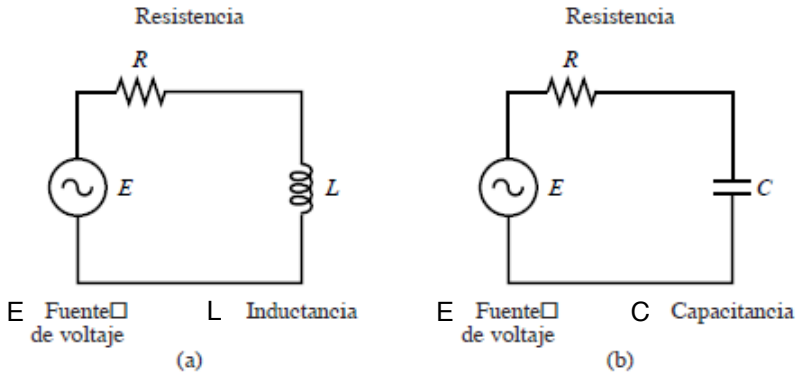 Resistencia
R
E
L
E Fuente□ L Inductancia
de voltaje
(a)
Resistencia
R
E
C
E Fuente□ C Capacitancia
de voltaje
(b)